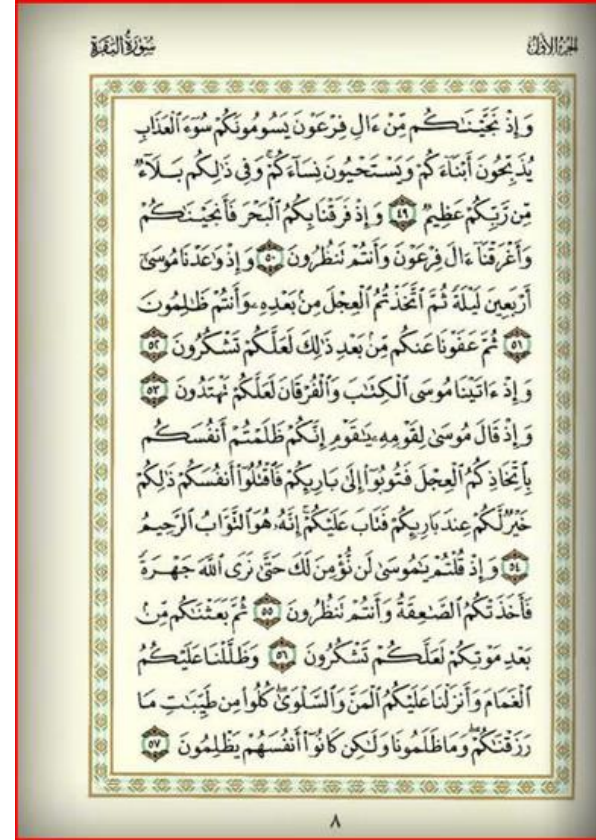 سُورَةُ البَقَرَةِ
الجُزْءُ الأَوَّلُ
وَإِذْ نَجَّيْنَٰكُم مِّنْ ءَالِ فِرْعَوْنَ يَسُومُونَكُمْ سُوٓءَ ٱلْعَذَابِ
يُذَبِّحُونَ أَبْنَآءَكُمْ وَيَسْتَحْيُونَ نِسَآءَكُمْ ۚ وَفِى ذَٰلِكُم بَلَآءٌ
مِّن رَّبِّكُمْ عَظِيمٌ ٤٩ وَإِذْ فَرَقْنَا بِكُمُ ٱلْبَحْرَ فَأَنجَيْنَٰكُمْ
وَأَغْرَقْنَآ ءَالَ فِرْعَوْنَ وَأَنتُمْ تَنظُرُونَ ٥٠ وَإِذْ وَٰعَدْنَا مُوسَىٰٓ
أَرْبَعِينَ لَيْلَةً ثُمَّ ٱتَّخَذْتُمُ ٱلْعِجْلَ مِنۢ بَعْدِهِۦ وَأَنتُمْ ظَٰلِمُونَ
٥١ ثُمَّ عَفَوْنَا عَنكُم مِّنۢ بَعْدِ ذَٰلِكَ لَعَلَّكُمْ تَشْكُرُونَ ٥٢
وَإِذْ ءَاتَيْنَا مُوسَى ٱلْكِتَٰبَ وَٱلْفُرْقَانَ لَعَلَّكُمْ تَهْتَدُونَ ٥٣
وَإِذْ قَالَ مُوسَىٰ لِقَوْمِهِۦ يَٰقَوْمِ إِنَّكُمْ ظَلَمْتُمْ أَنفُسَكُم
بِٱتِّخَاذِكُمُ ٱلْعِجْلَ فَتُوبُوٓا۟ إِلَىٰ بَارِئِكُمْ فَٱقْتُلُوٓا۟ أَنفُسَكُمْ ذَٰلِكُمْ
خَيْرٌ لَّكُمْ عِندَ بَارِئِكُمْ فَتَابَ عَلَيْكُمْ ۚ إِنَّهُۥ هُوَ ٱلتَّوَّابُ ٱلرَّحِيمُ
٥٤ وَإِذْ قُلْتُمْ يَٰمُوسَىٰ لَن نُّؤْمِنَ لَكَ حَتَّىٰ نَرَى ٱللَّهَ جَهْرَةً
فَأَخَذَتْكُمُ ٱلصَّٰعِقَةُ وَأَنتُمْ تَنظُرُونَ ٥٥ ثُمَّ بَعَثْنَٰكُم مِّنۢ
بَعْدِ مَوْتِكُمْ لَعَلَّكُمْ تَشْكُرُونَ ٥٦ وَظَلَّلْنَا عَلَيْكُمُ
ٱلْغَمَامَ وَأَنزَلْنَا عَلَيْكُمُ ٱلْمَنَّ وَٱلسَّلْوَىٰ ۖ كُلُوا۟ مِن طَيِّبَٰتِ مَا
رَزَقْنَٰكُمْ ۖ وَمَا ظَلَمُونَا وَلَٰكِن كَانُوٓا۟ أَنفُسَهُمْ يَظْلِمُونَ ٥٧
٨